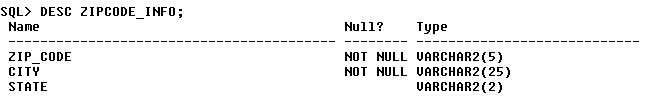 SQL> DESC ZIPCODE_INFO;
Name Null? Type
----------------------------------------- -------- ----------------------------
ZIP_CODE NOT NULL VARCHAR2(5)
CITY NOT NULL VARCHAR2(25)
STATE VARCHAR2(2)